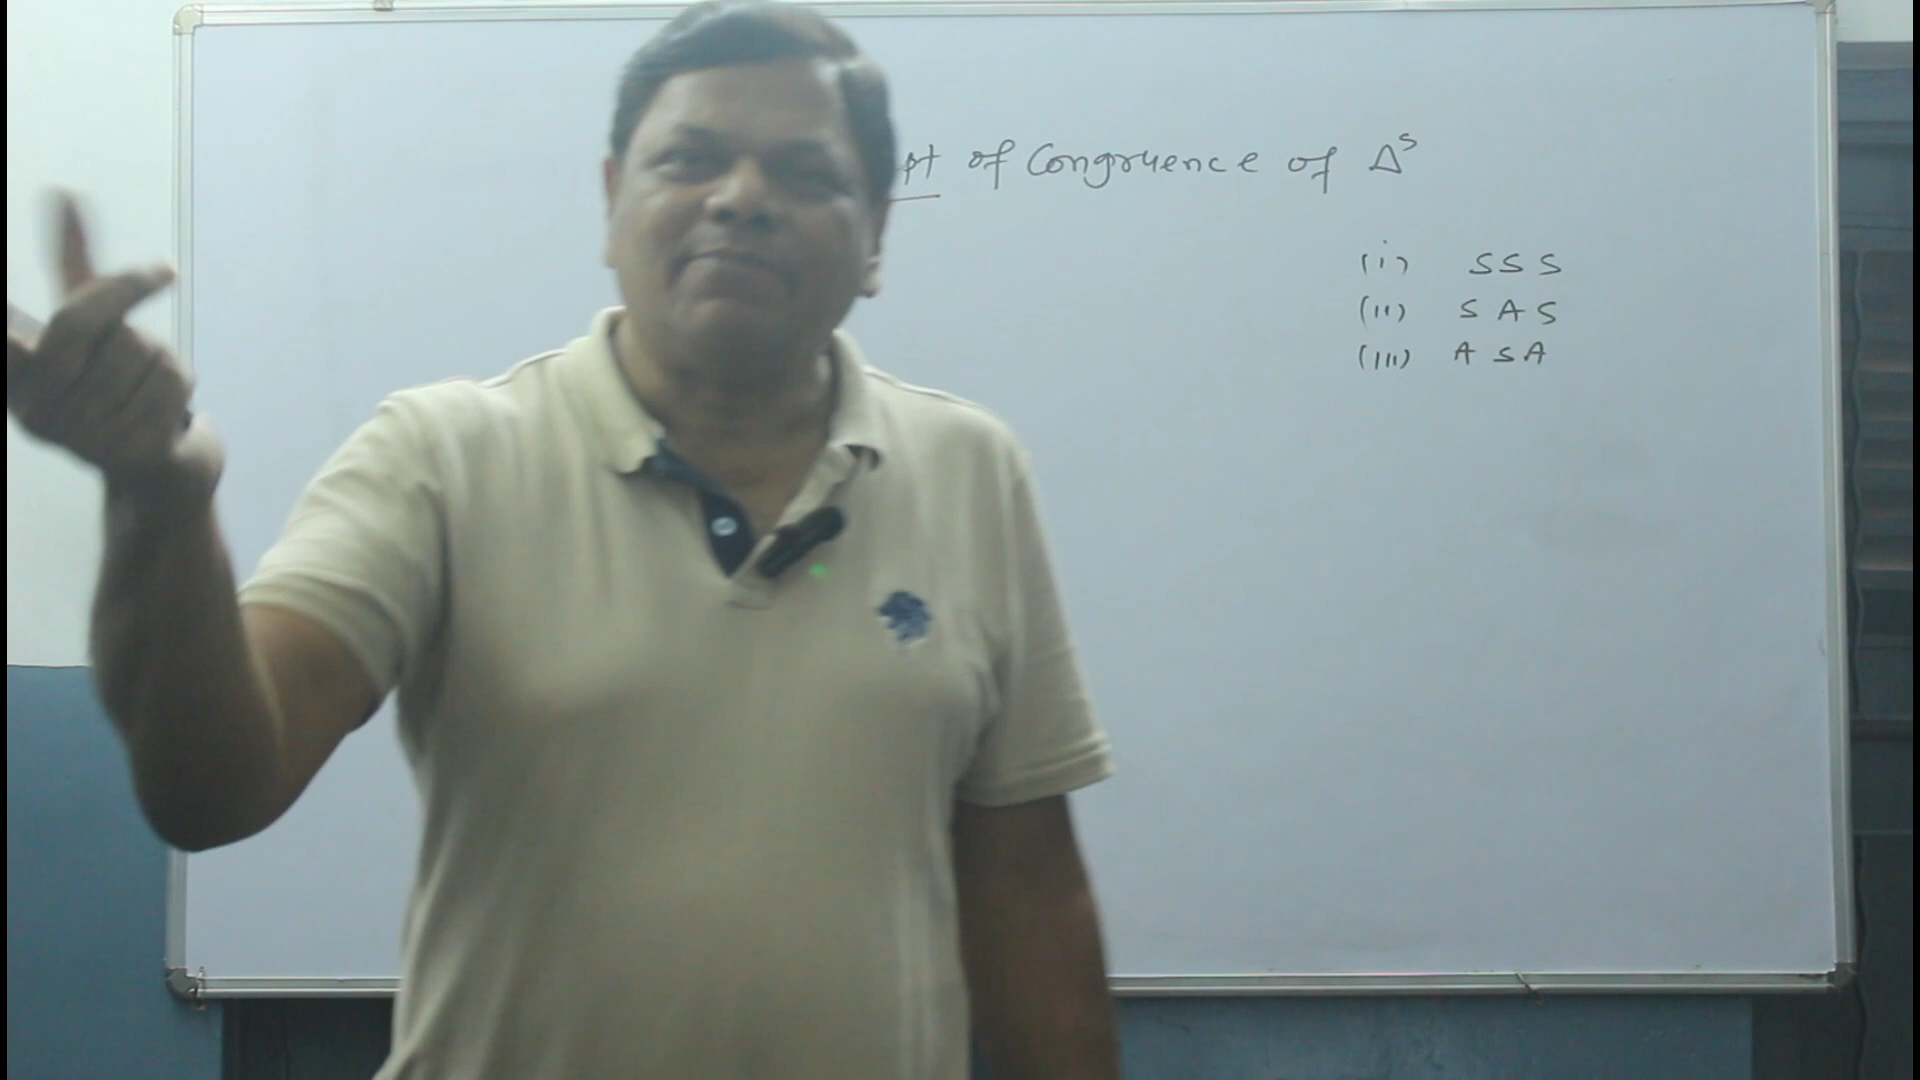 of Congruence of Δˢ
(i) SSS
(ii) SAS
(iii) ASA